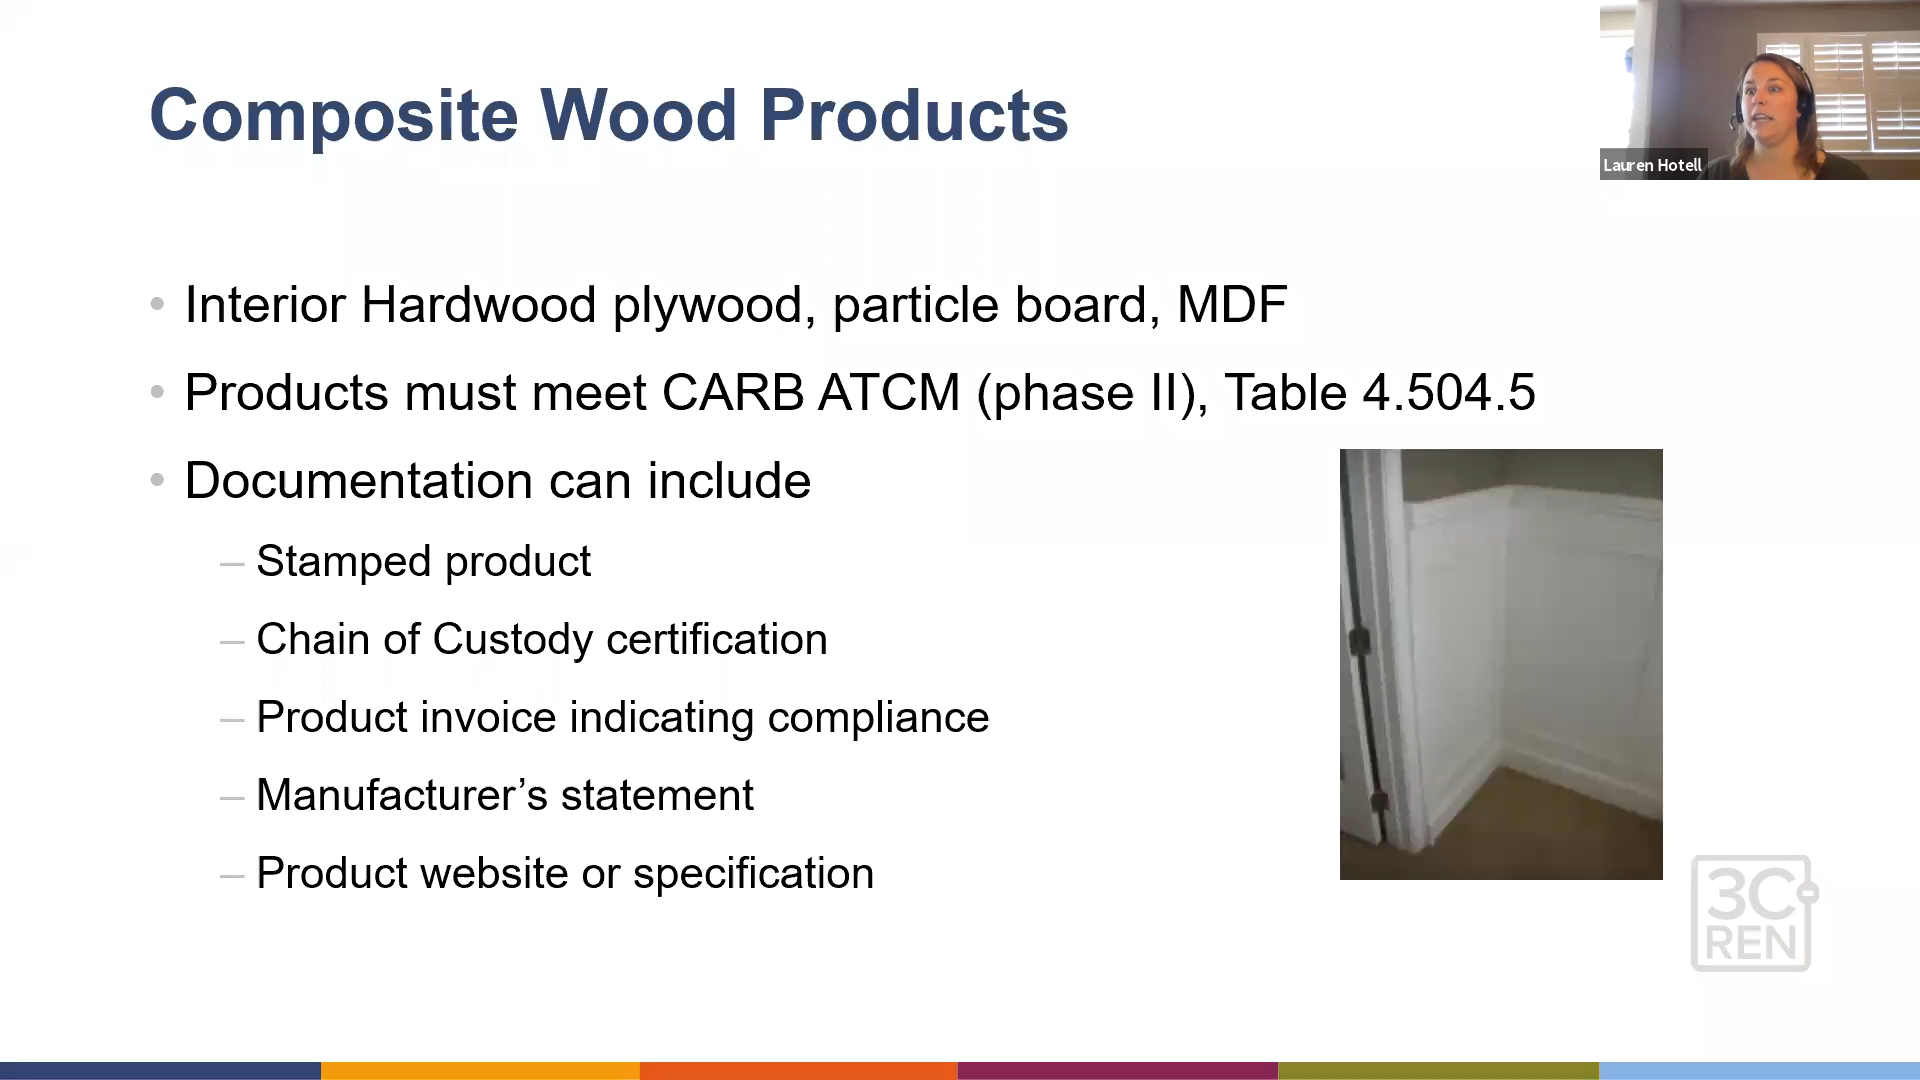 Composite Wood Products
Lauren Hotell
• Interior Hardwood plywood, particle board, MDF
• Products must meet CARB ATCM (phase II), Table 4.504.5
• Documentation can include
– Stamped product
– Chain of Custody certification
– Product invoice indicating compliance
– Manufacturer’s statement
– Product website or specification
3C
REN